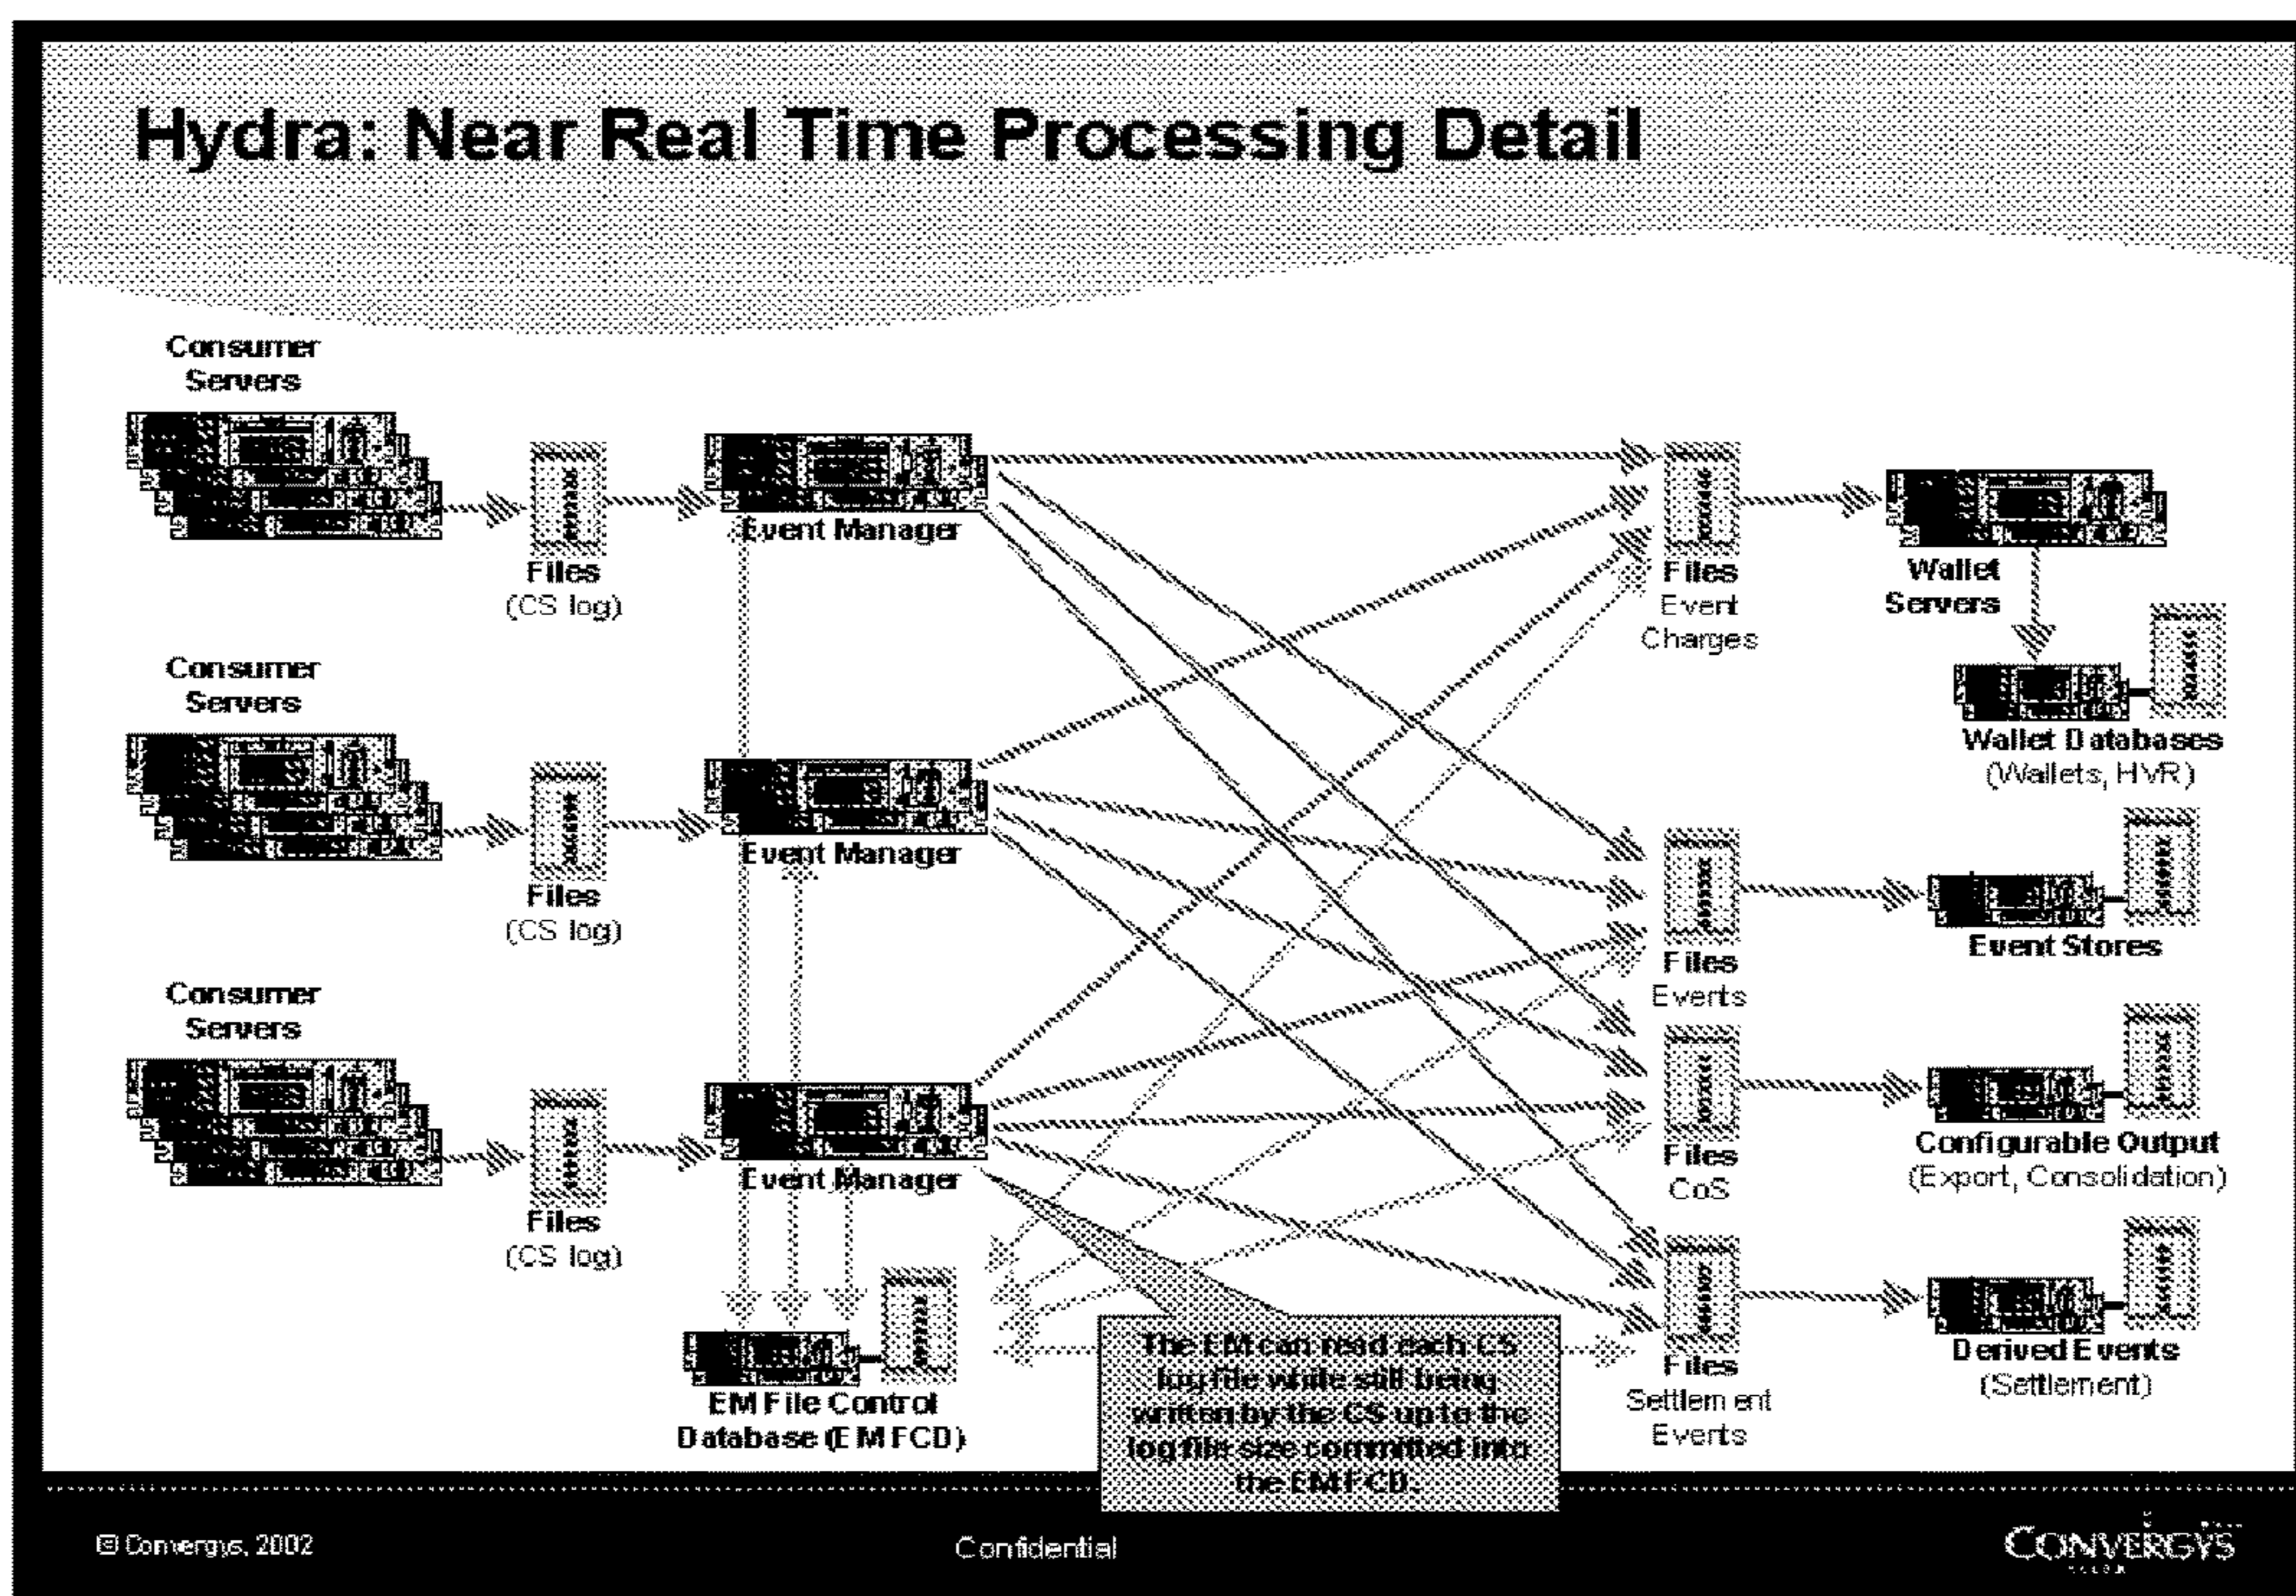 Hydra: Near Real Time Processing Detail
Consumer
Servers
Files
(CS log)
Event Manager
Consumer
Servers
Files
(CS log)
Event Manager
Consumer
Servers
Files
(CS log)
Event Manager
EM File Control
Database (EM FCD)
Files
Event
Charges
Wallet
Servers
Wallet Databases
(Wallets, HVR)
Files
Events
Event Stores
Files
CoS
Configurable Output
(Export, Consolidation)
Files
Settlement
Events
Derived Events
(Settlement)
The EM can read each CS
log file while still being
written by the CS up to the
log file size committed into
the EM FCD.
© Convergys, 2002
Confidential
CONVERGYS